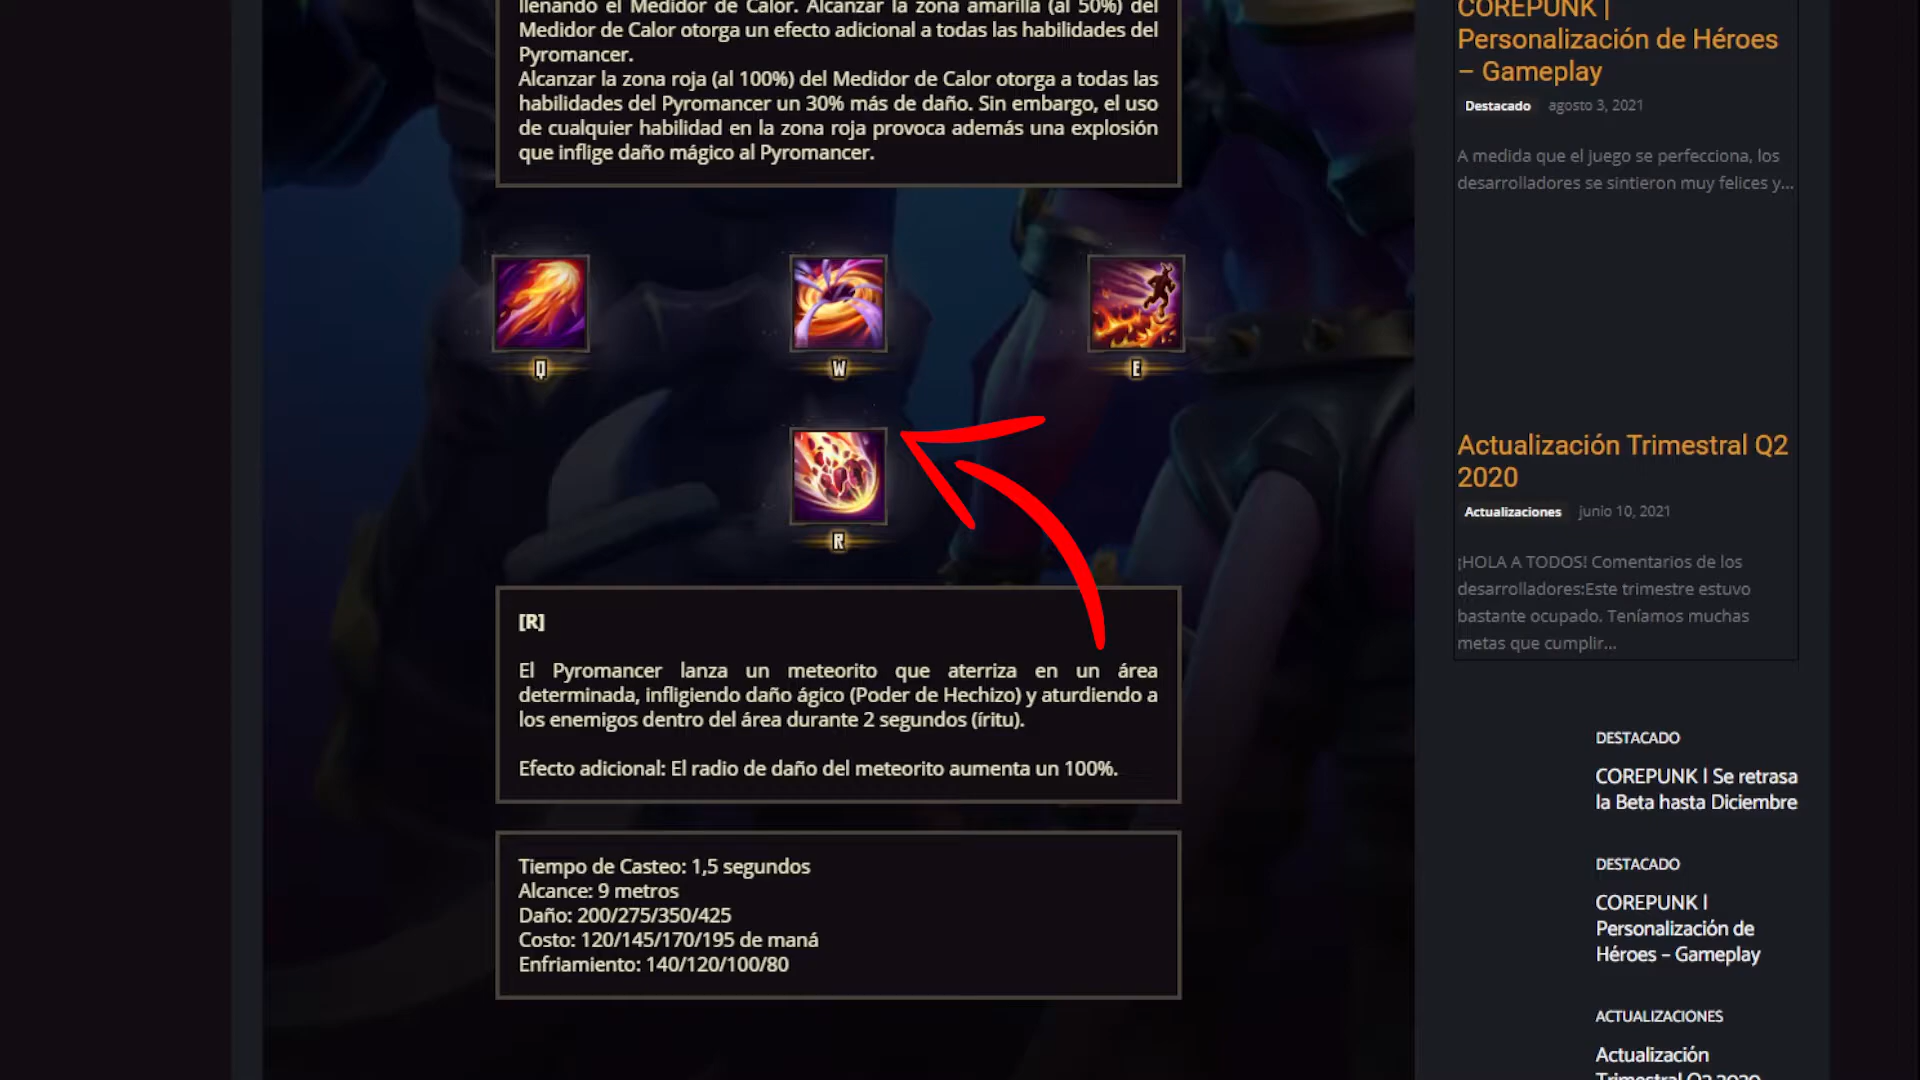 llenando el Medidor de Calor. Alcanzar la zona amarilla (al 50%) del
Medidor de Calor otorga un efecto adicional a todas las habilidades del
Pyromancer.
Alcanzar la zona roja (al 100%) del Medidor de Calor otorga a todas las
habilidades del Pyromancer un 30% más de daño. Sin embargo, el uso
de cualquier habilidad en la zona roja provoca además una explosión
que inflige daño mágico al Pyromancer.
Q
W
E
R
[R]
El Pyromancer lanza un meteorito que aterriza en un área
determinada, infligiendo daño ágico (Poder de Hechizo) y aturdiendo a
los enemigos dentro del área durante 2 segundos (íritu).
Efecto adicional: El radio de daño del meteorito aumenta un 100%.
Tiempo de Casteo: 1,5 segundos
Alcance: 9 metros
Daño: 200/275/350/425
Costo: 120/145/170/195 de maná
Enfriamiento: 140/120/100/80
COREPUNK |
Personalización de Héroes
– Gameplay
Destacado agosto 3, 2021
A medida que el juego se perfecciona, los
desarrolladores se sintieron muy felices y...
Actualización Trimestral Q2
2020
Actualizaciones junio 10, 2021
¡HOLA A TODOS! Comentarios de los
desarrolladores:Este trimestre estuvo
bastante ocupado. Teníamos muchas
metas que cumplir...
DESTACADO
COREPUNK | Se retrasa
la Beta hasta Diciembre
DESTACADO
COREPUNK |
Personalización de
Héroes – Gameplay
ACTUALIZACIONES
Actualización
Trimestral Q2 2020